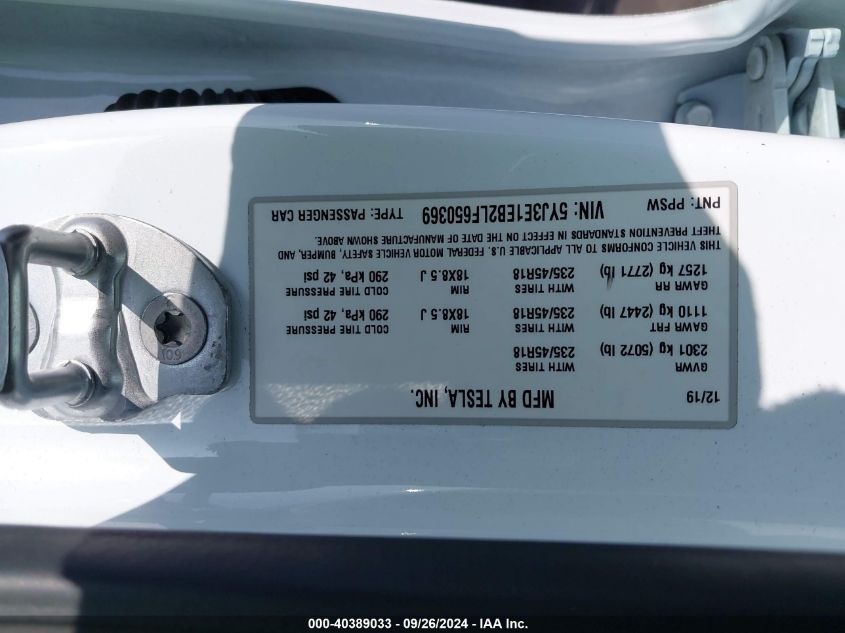 12/19 MFD BY TESLA, INC.
GVWR WITH TIRES
2301 kg (5072 lb) 235/45R18
GAWR FRT WITH TIRES RIM COLD TIRE PRESSURE
1110 kg (2447 lb) 235/45R18 18X8.5 J 290 kPa, 42 psi
GAWR RR WITH TIRES RIM COLD TIRE PRESSURE
1257 kg (2771 lb) 235/45R18 18X8.5 J 290 kPa, 42 psi
THIS VEHICLE CONFORMS TO ALL APPLICABLE U.S. FEDERAL MOTOR VEHICLE SAFETY, BUMPER, AND
THEFT PREVENTION STANDARDS IN EFFECT ON THE DATE OF MANUFACTURE SHOWN ABOVE.
PNT: PPSW VIN: 5YJ3E1EB2LF650369 TYPE: PASSENGER CAR
10.9
000-40389033 - 09/26/2024 - IAA Inc.